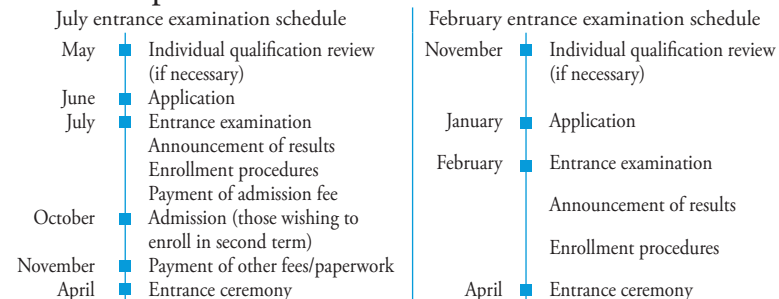 July entrance examination schedule
May Individual qualification review
(if necessary)
June Application
July Entrance examination
Announcement of results
Enrollment procedures
Payment of admission fee
October Admission (those wishing to
enroll in second term)
November Payment of other fees/paperwork
April Entrance ceremony
February entrance examination schedule
November Individual qualification review
(if necessary)
January Application
February Entrance examination
Announcement of results
Enrollment procedures
April Entrance ceremony